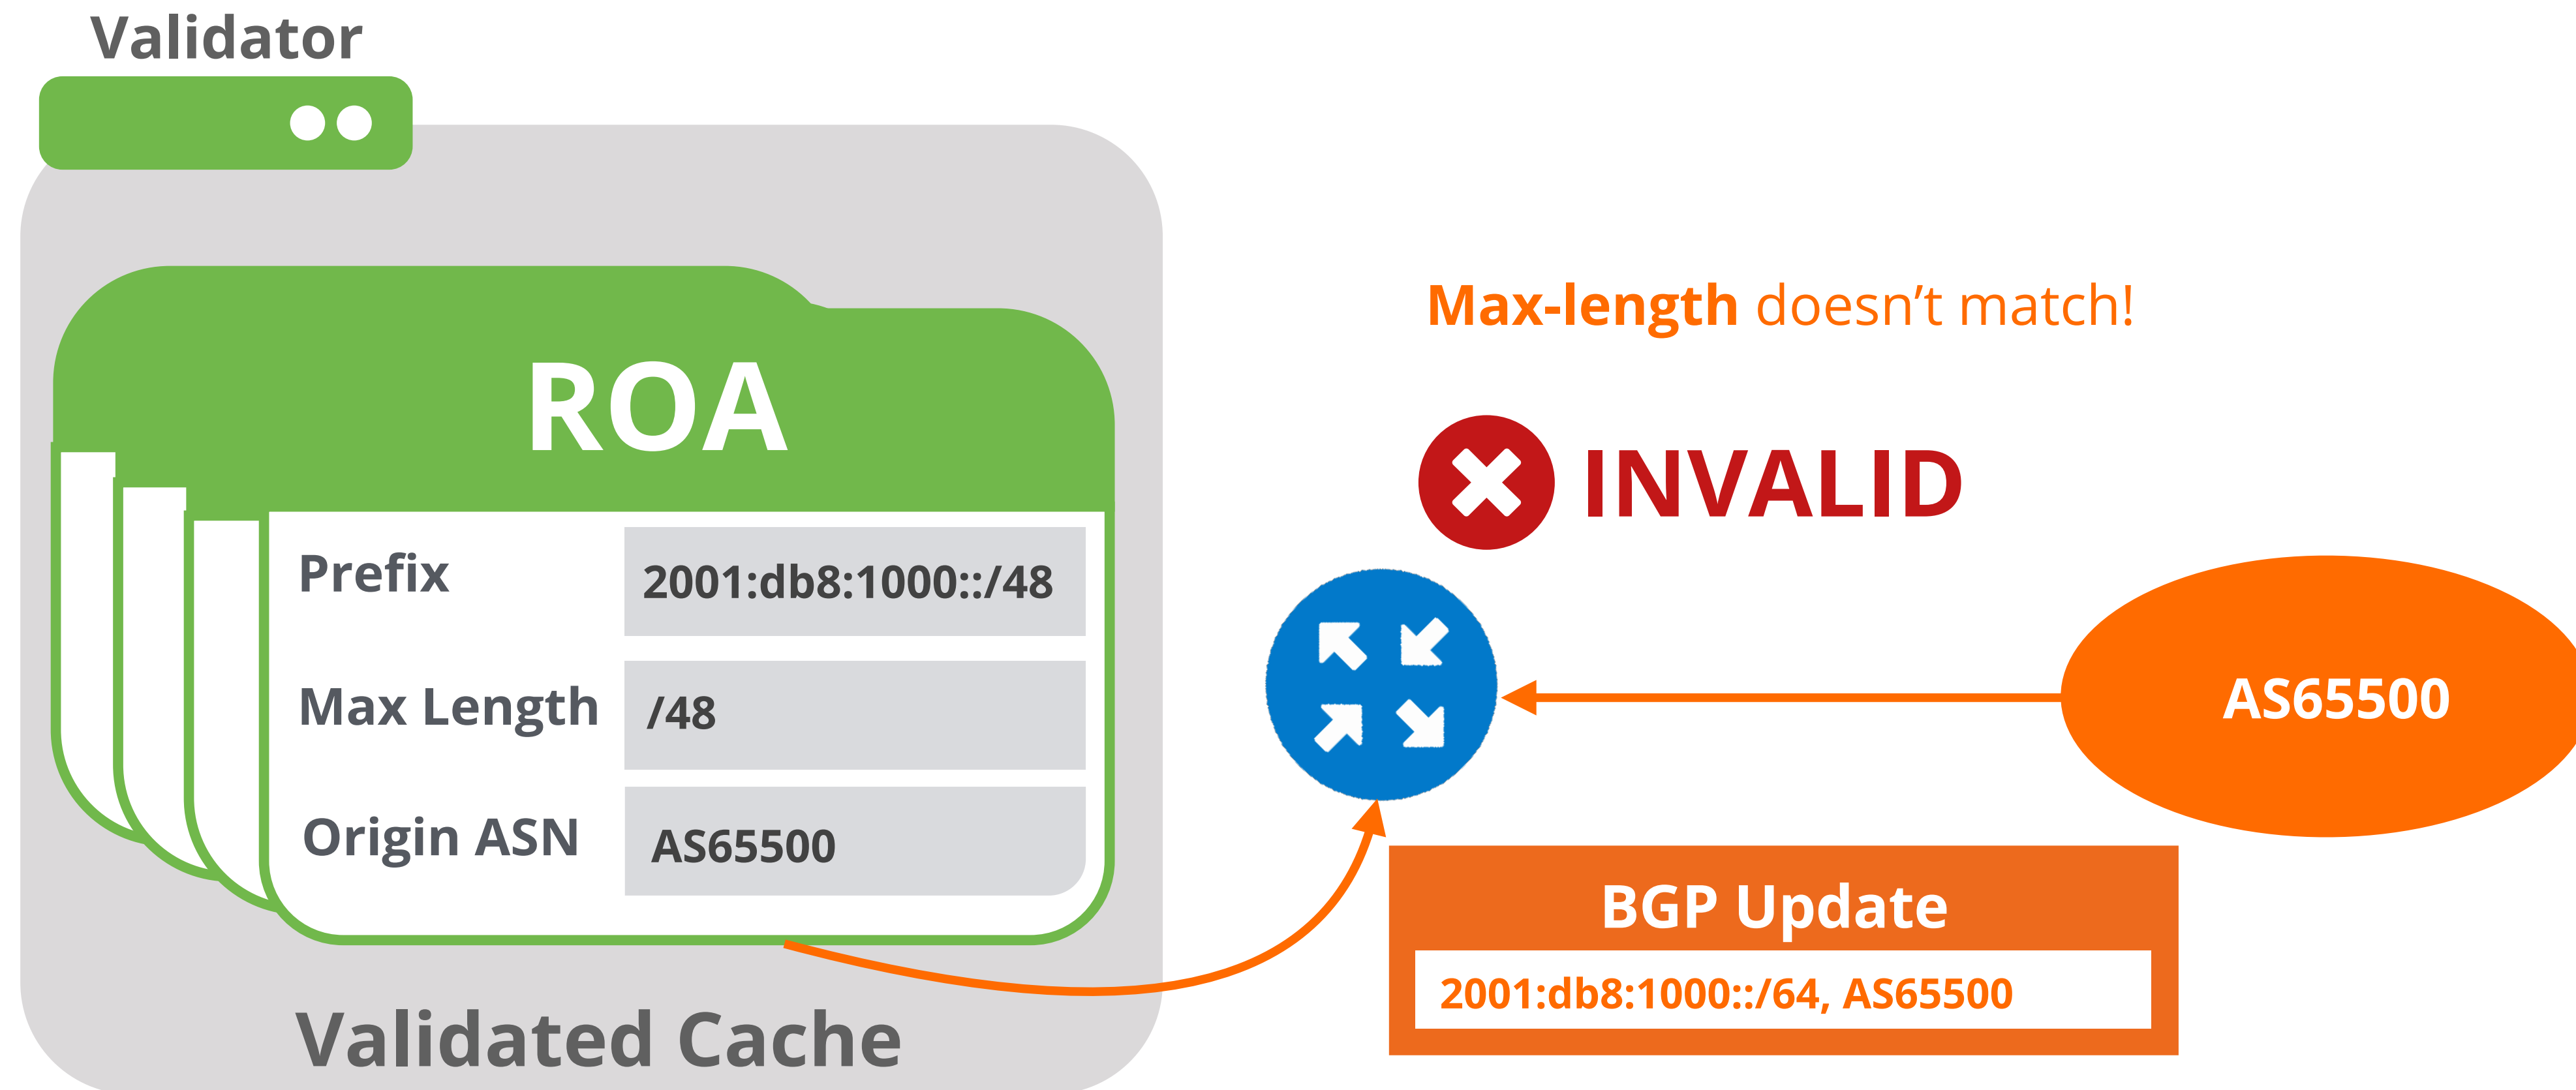 Validator
ROA
Prefix 2001:db8:1000::/48
Max Length /48
Origin ASN AS65500
Validated Cache
Max-length doesn’t match!
INVALID
AS65500
BGP Update
2001:db8:1000::/64, AS65500